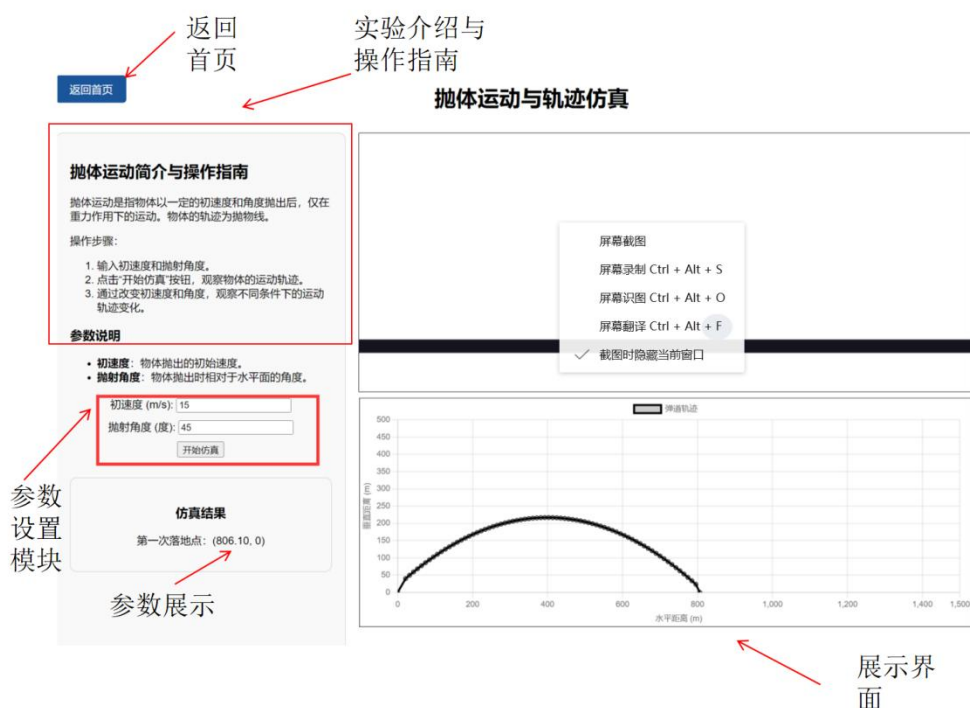 返回
首页
实验介绍与
操作指南
返回首页
抛体运动与轨迹仿真
抛体运动简介与操作指南
抛体运动是指物体以一定的初速度和角度抛出后，仅在
重力作用下的运动。物体的轨迹为抛物线。
操作步骤：
1. 输入初速度和抛射角度。
2. 点击“开始仿真”按钮，观察物体的运动轨迹。
3. 通过改变初速度和角度，观察不同条件下的运动
轨迹变化。
参数说明
• 初速度：物体抛出的初始速度。
• 抛射角度：物体抛出时相对于水平面的角度。
初速度 (m/s): 15
抛射角度 (度): 45
开始仿真
参数
设置
模块
仿真结果
第一次落地点：(806.10, 0)
参数展示
屏幕截图
屏幕录制 Ctrl + Alt + S
屏幕识图 Ctrl + Alt + O
屏幕翻译 Ctrl + Alt + F
截图时隐藏当前窗口
弹道轨迹
500
450
400
350
300
250
200
150
100
50
0
垂直距离 (m)
0 200 400 600 800 1,000 1,200 1,400 1,500
水平距离 (m)
展示界
面